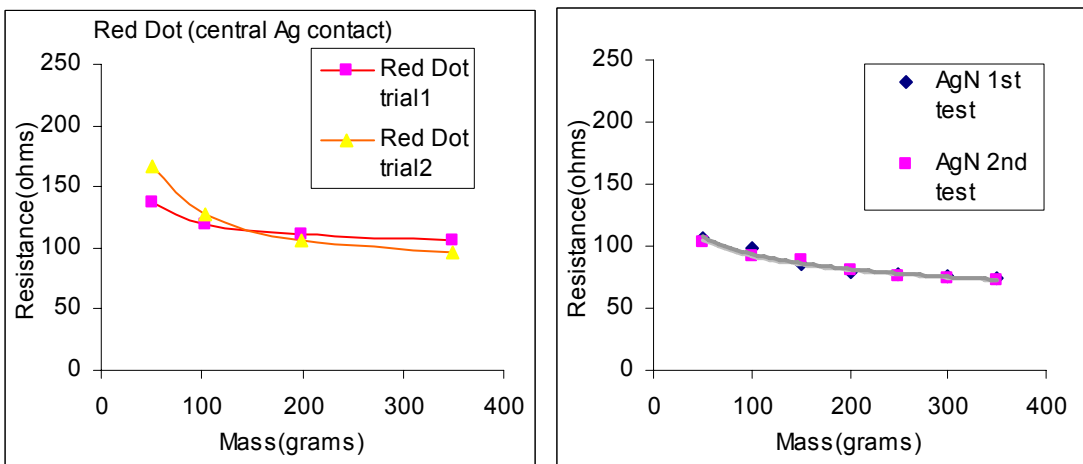 Red Dot (central Ag contact)
250
200
150
100
50
0
Resistance(ohms)
0 100 200 300 400
Mass(grams)
Red Dot
trial1
Red Dot
trial2
250
200
150
100
50
0
Resistance(ohms)
0 100 200 300 400
Mass(grams)
AgN 1st
test
AgN 2nd
test